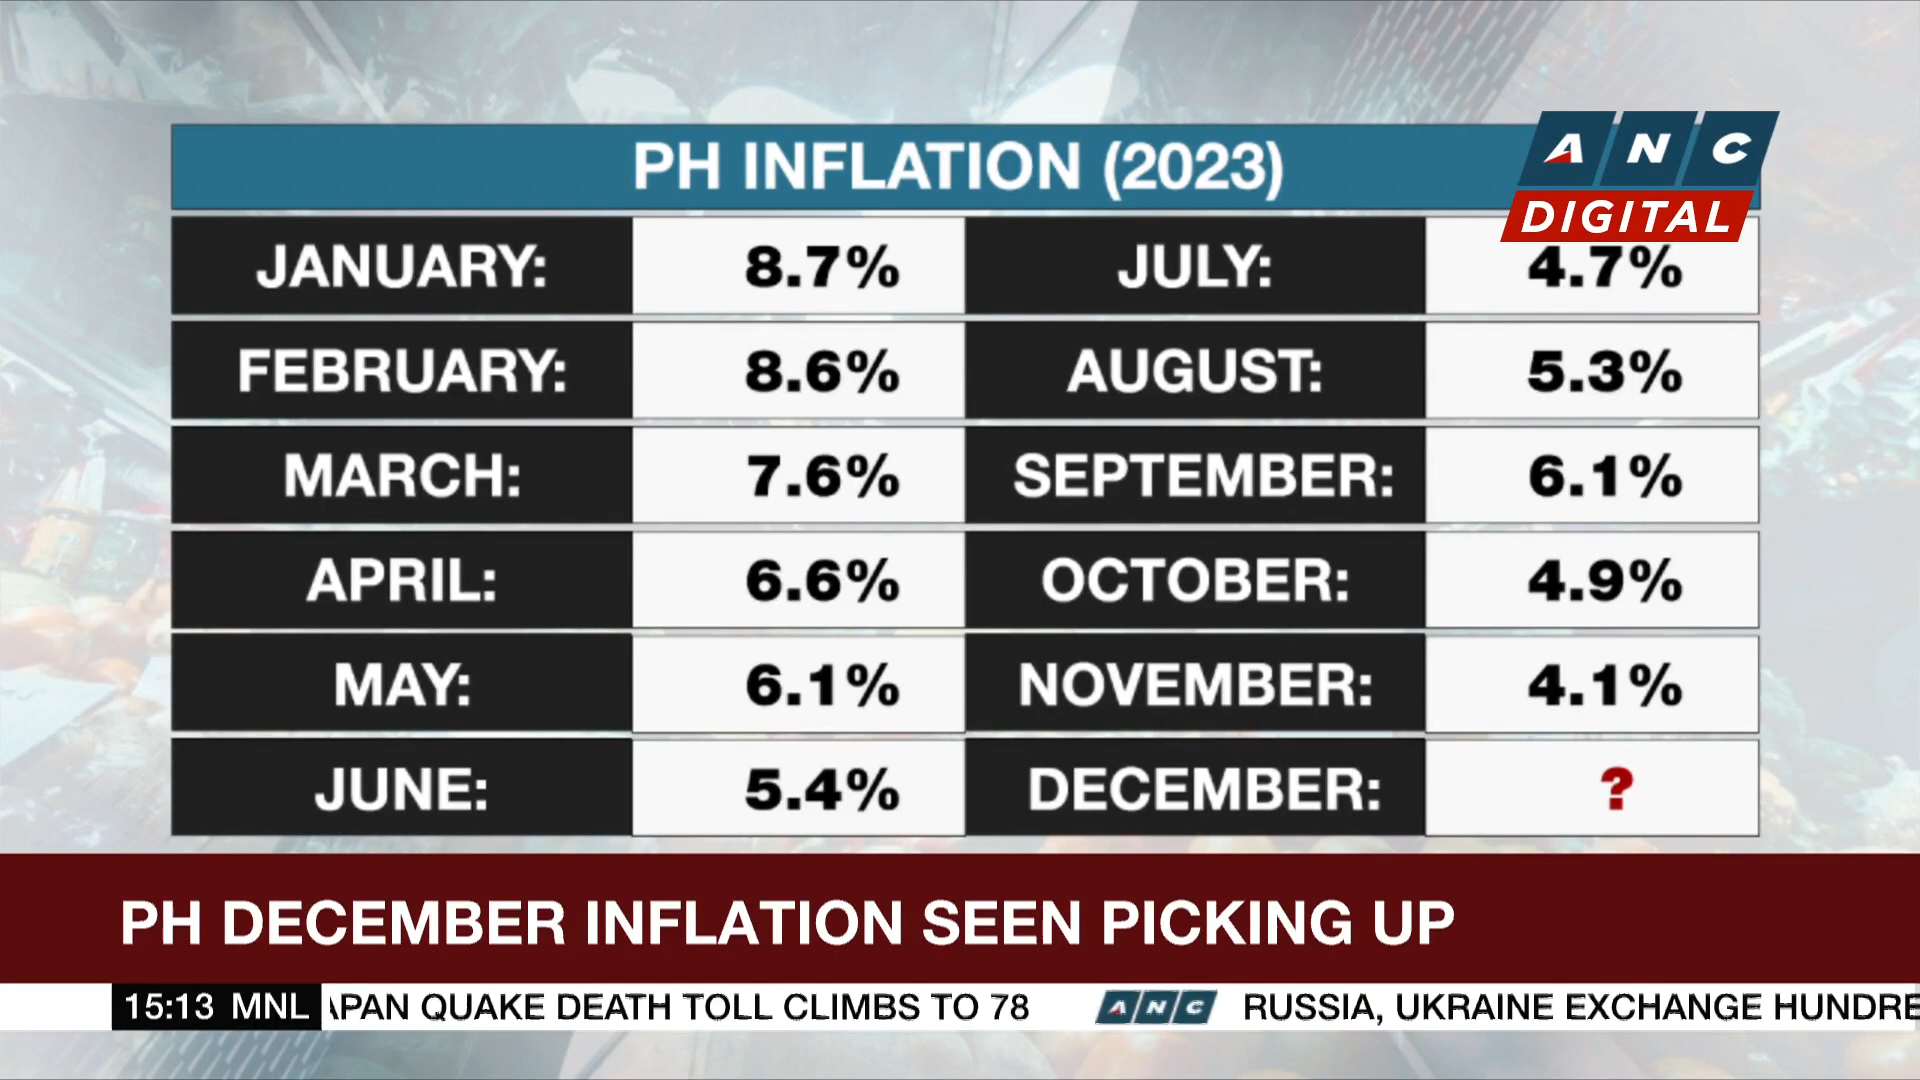 PH INFLATION (2023)
ANC
DIGITAL
JANUARY: 8.7% JULY: 4.7%
FEBRUARY: 8.6% AUGUST: 5.3%
MARCH: 7.6% SEPTEMBER: 6.1%
APRIL: 6.6% OCTOBER: 4.9%
MAY: 6.1% NOVEMBER: 4.1%
JUNE: 5.4% DECEMBER: ?
PH DECEMBER INFLATION SEEN PICKING UP
15:13 MNL APAN QUAKE DEATH TOLL CLIMBS TO 78 ANC RUSSIA, UKRAINE EXCHANGE HUNDRE